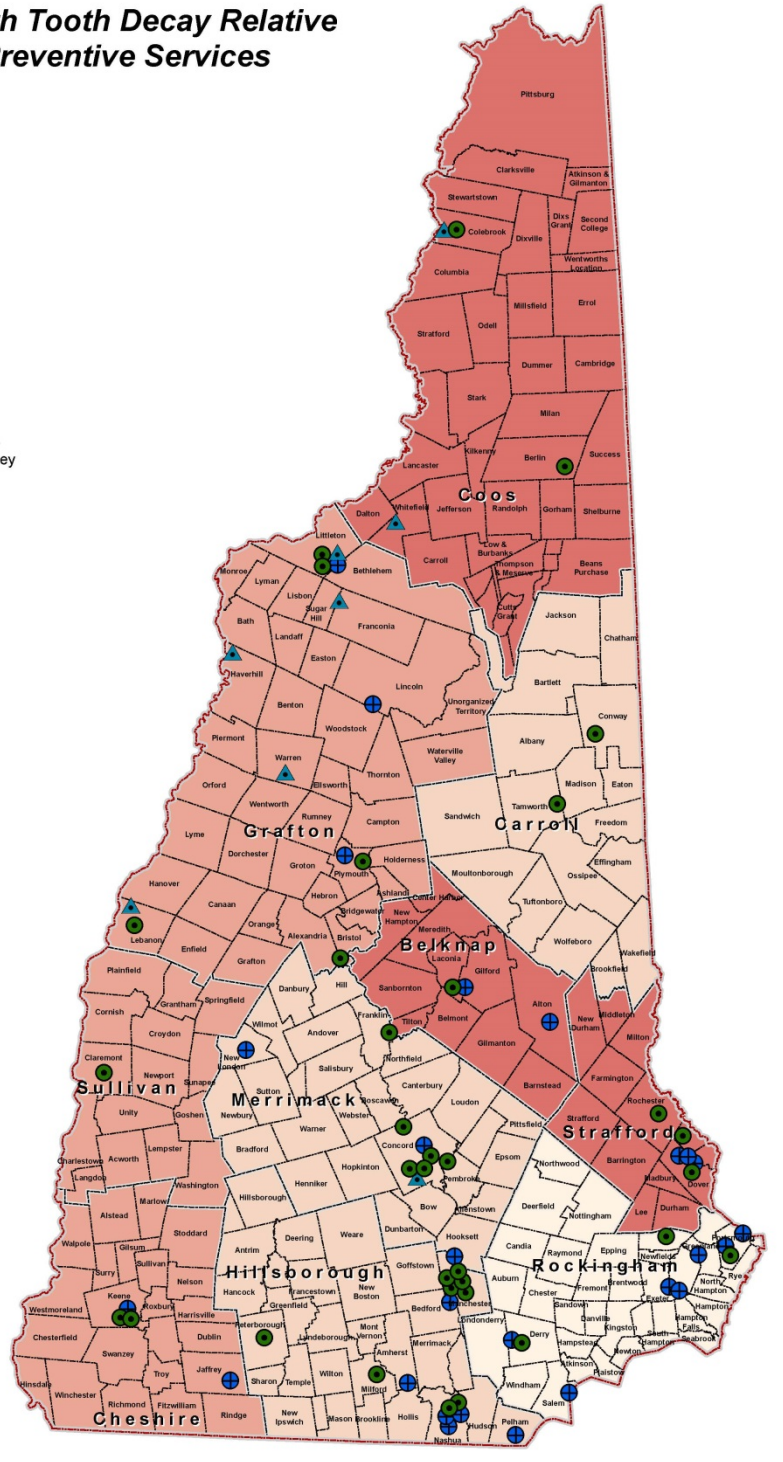 h Tooth Decay Relative
Preventive Services
ey
Pittsburg
Clarksville
Atkinson &
Gilmanton
Stewartstown
Dixs
Grant
Second
College
Colebrook
Dixville
Wentworths
Location
Columbia
Millsfield
Errol
Odell
Stratford
Dummer
Cambridge
Stark
Milan
Kilkenny
Berlin
Success
Lancaster
Coos
Dalton
Whitefield
Jefferson
Randolph
Gorham
Shelburne
Littleton
Carroll
Low &
Burbanks
Thompson
& Meserve
Beans
Purchase
Monroe
Bethlehem
Lyman
Lisbon
Sugar
Hill
Cutts
Grant
Jackson
Chatham
Bath
Landaff
Franconia
Easton
Haverhill
Lincoln
Bartlett
Benton
Unorganized
Territory
Conway
Woodstock
Piermont
Albany
Waterville
Valley
Warren
Thornton
Madison
Eaton
Orford
Ellsworth
Wentworth
Tamworth
Rumney
Campton
Sandwich
Freedom
Grafton
Carroll
Lyme
Dorchester
Groton
Holderness
Effingham
Plymouth
Moultonborough
Ossipee
Hanover
Hebron
Ashland
Center Harbor
Canaan
Bridgewater
New
Hampton
Tuftonboro
Orange
Meredith
Lebanon
Alexandria
Bristol
Wolfeboro
Enfield
Belknap
Laconia
Wakefield
Grafton
Gilford
Brookfield
Plainfield
Sanbornton
Danbury
Hill
Grantham
Springfield
Alton
Cornish
Franklin
Tilton
Belmont
New
Durham
Middleton
Croydon
Wilmot
Andover
Milton
Gilmanton
Claremont
New
London
Northfield
Newport
Sunapee
Salisbury
Farmington
Sullivan
Sutton
Canterbury
Barnstead
Merrimack
Boscawen
Loudon
Rochester
Unity
Goshen
Newbury
Webster
Strafford
Warner
Pittsfield
Strafford
Bradford
Concord
Lempster
Acworth
Charlestown
Hopkinton
Epsom
Northwood
Barrington
Langdon
Pembroke
Madbury
Dover
Washington
Henniker
Hillsborough
Bow
Allenstown
Deerfield
Lee
Durham
Marlow
Alstead
Dunbarton
Nottingham
Stoddard
Deering
Weare
Hooksett
Walpole
Gilsum
Antrim
Candia
Epping
Newfields
Greenland
Portsmouth
Sullivan
Goffstown
Raymond
Surry
Hillsborough
Rockingham
Rye
Nelson
Auburn
Brentwood
North
Hampton
Hancock
Francestown
New
Boston
Chester
Fremont
Exeter
Keene
Roxbury
Greenfield
Bedford
Manchester
Sandown
Hampton
Westmoreland
Harrisville
Londonderry
Danville
Hampton
Falls
Peterborough
Lyndeborough
Mont
Vernon
Kingston
Chesterfield
Dublin
Merrimack
Derry
South
Hampton
Seabrook
Swanzey
Amherst
Hampstead
Newton
Atkinson
Plaistow
Troy
Jaffrey
Sharon
Temple
Wilton
Milford
Hinsdale
Windham
Winchester
Salem
Richmond
Fitzwilliam
Rindge
New
Ipswich
Mason
Brookline
Hollis
Hudson
Pelham
Cheshire
Nashua